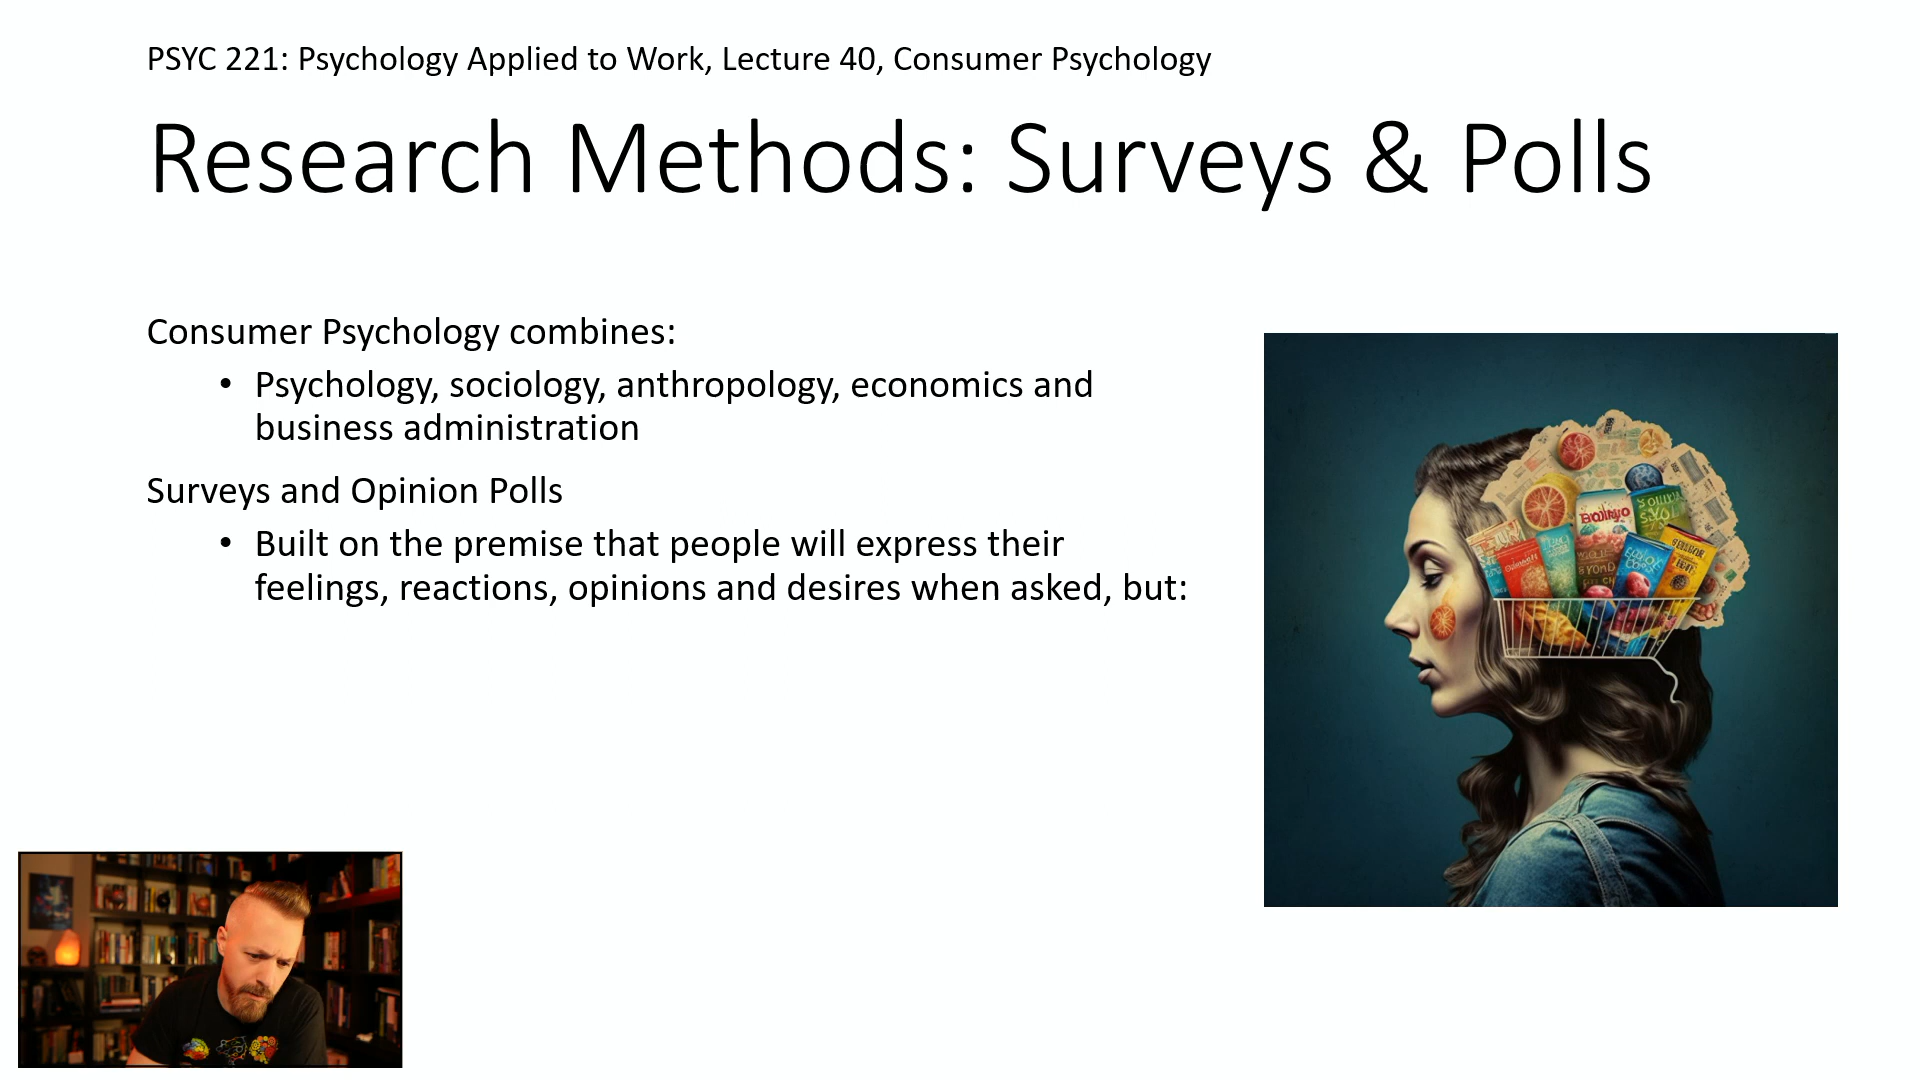 PSYC 221: Psychology Applied to Work, Lecture 40, Consumer Psychology
Research Methods: Surveys & Polls
Consumer Psychology combines:
• Psychology, sociology, anthropology, economics and
business administration
Surveys and Opinion Polls
• Built on the premise that people will express their
feelings, reactions, opinions and desires when asked, but: